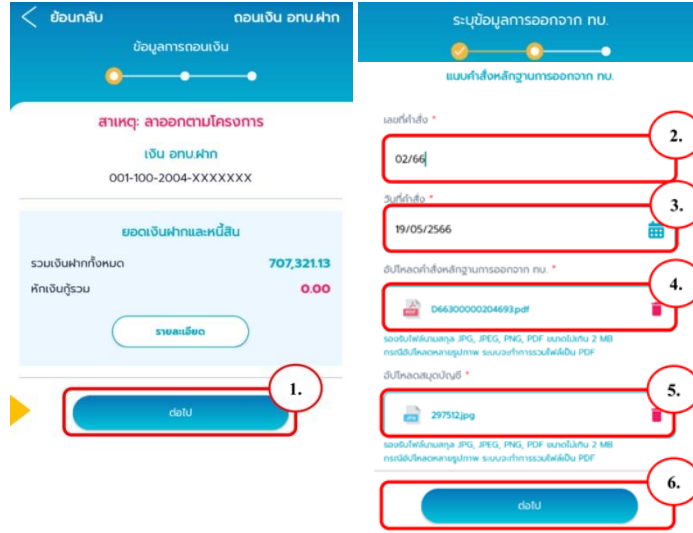 ย้อนกลับ
ถอนเงิน อทบ.ฝาก
ข้อมูลการถอนเงิน
สาเหตุ: ลาออกตามโครงการ
เงิน อทบ.ฝาก
001-100-2004-XXXXXXX
ยอดเงินฝากและหนี้สิน
รวมเงินฝากทั้งหมด 707,321.13
หักเงินกู้รวม 0.00
รายละเอียด
1.
ต่อไป
ระบุข้อมูลการออกจาก ทบ.
แนบคำสั่งหลักฐานการออกจาก ทบ.
เลขที่คำสั่ง *
2.
02/66
วันที่คำสั่ง *
3.
19/05/2566
อัปโหลดคำสั่งหลักฐานการออกจาก ทบ. *
4.
PDF D66300000204693.pdf
รองรับไฟล์นามสกุล JPG, JPEG, PNG, PDF ขนาดไม่เกิน 2 MB
กรณีอัปโหลดหลายรูปภาพ ระบบจะทำการรวมไฟล์เป็น PDF
อัปโหลดสมุดบัญชี *
5.
JPG 297512.jpg
รองรับไฟล์นามสกุล JPG, JPEG, PNG, PDF ขนาดไม่เกิน 2 MB
กรณีอัปโหลดหลายรูปภาพ ระบบจะทำการรวมไฟล์เป็น PDF
6.
ต่อไป